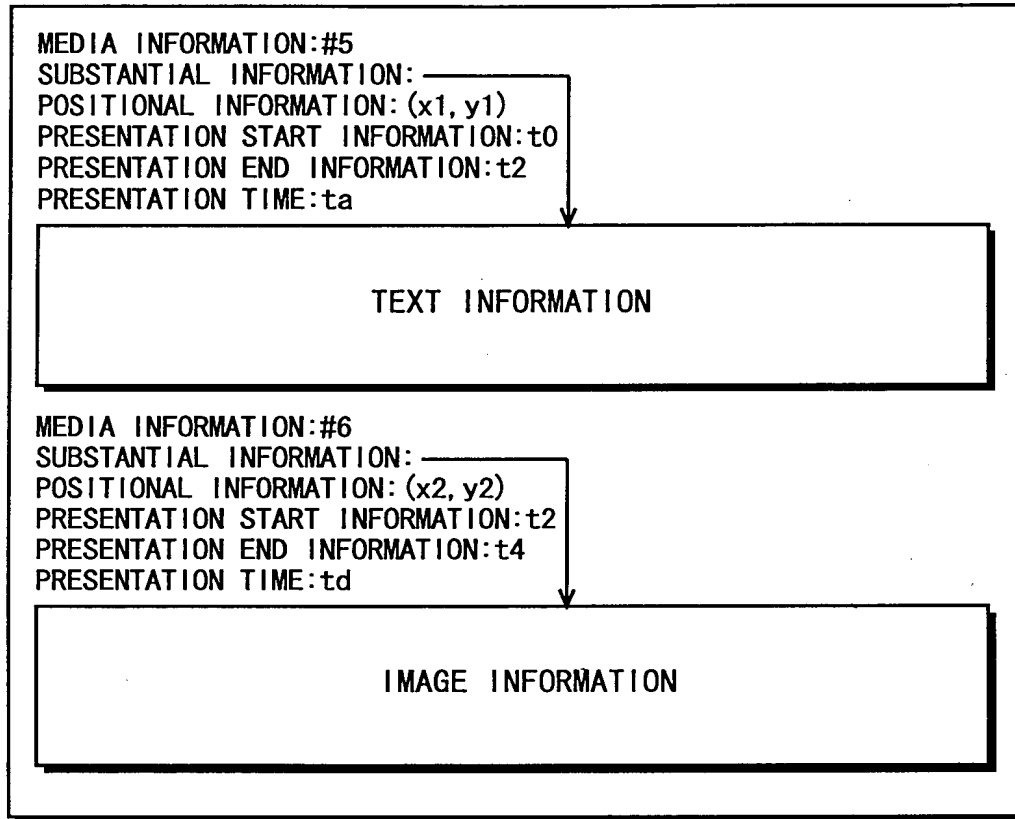 MEDIA INFORMATION:#5
SUBSTANTIAL INFORMATION:
POSITIONAL INFORMATION:(x1,y1)
PRESENTATION START INFORMATION:t0
PRESENTATION END INFORMATION:t2
PRESENTATION TIME:ta
TEXT INFORMATION
MEDIA INFORMATION:#6
SUBSTANTIAL INFORMATION:
POSITIONAL INFORMATION:(x2,y2)
PRESENTATION START INFORMATION:t2
PRESENTATION END INFORMATION:t4
PRESENTATION TIME:td
IMAGE INFORMATION